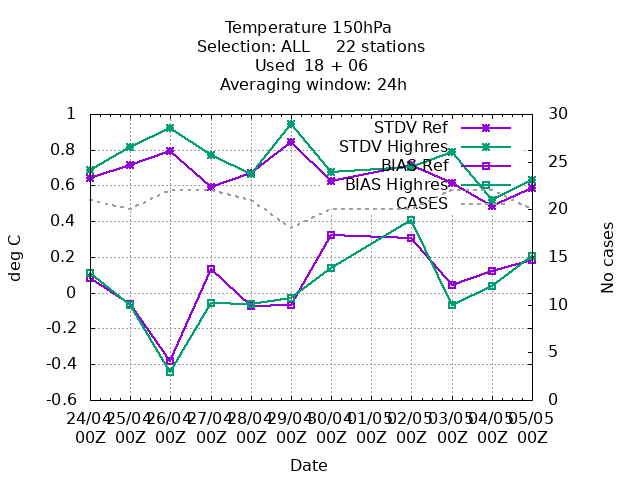 Temperature 150hPa
Selection: ALL 22 stations
Used 18 + 06
Averaging window: 24h
STDV Ref
STDV Highres
BIAS Ref
BIAS Highres
CASES
1
0.8
0.6
0.4
0.2
0
-0.2
-0.4
-0.6
deg C
30
25
20
15
10
5
0
No cases
24/04 25/04 26/04 27/04 28/04 29/04 30/04 01/05 02/05 03/05 04/05 05/05
00Z 00Z 00Z 00Z 00Z 00Z 00Z 00Z 00Z 00Z 00Z 00Z
Date